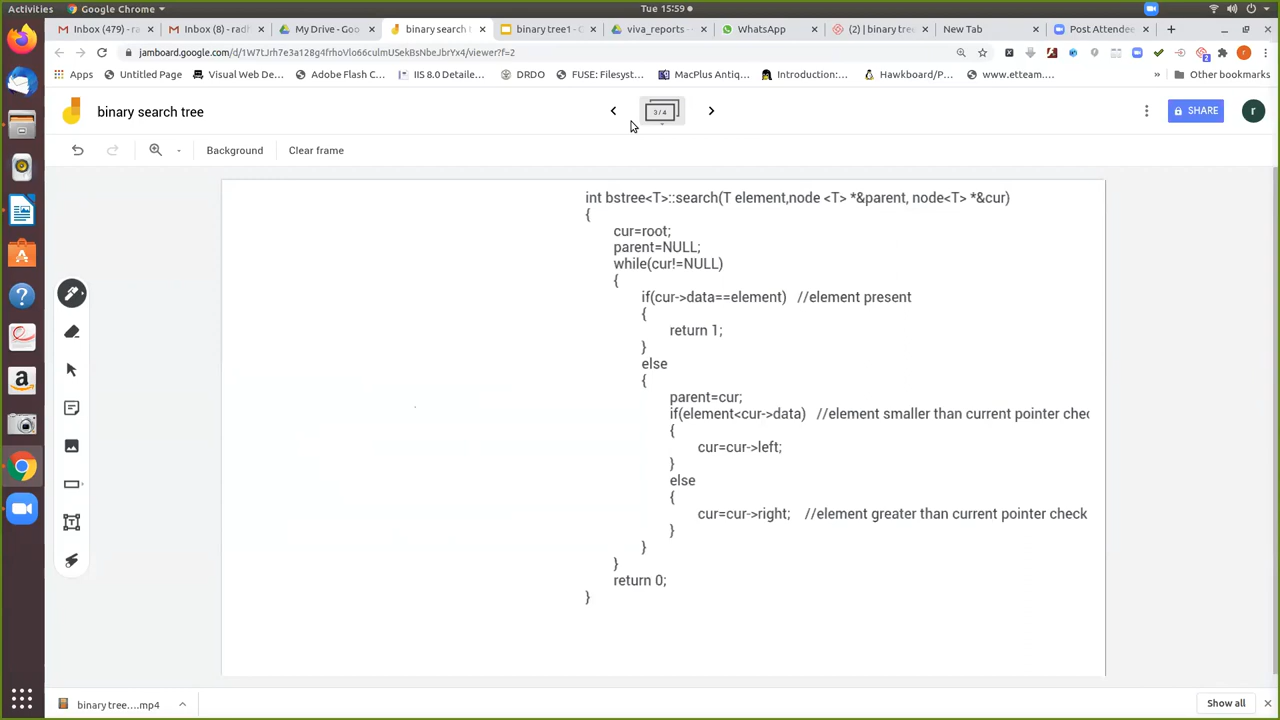 Activities
Google Chrome
Tue 15:59
Inbox (479) - r
Inbox (8) - radh
My Drive - Goo
binary search t
binary tree1 - G
viva_reports -
WhatsApp
(2) | binary tree
New Tab
Post Attendee
jamboard.google.com/d/1W7tJrh7e3a128g4frhoVlo66culmUSekBsNbeJbrYx4/viewer?f=2
Apps
Untitled Page
Visual Web De...
Adobe Flash C...
IIS 8.0 Detaile...
DRDO
FUSE: Filesyst...
MacPlus Antiq...
Introduction:...
Hawkboard/P...
www.etteam.c...
»
Other bookmarks
binary search tree
3 / 4
SHARE
r
Background
Clear frame
int bstree<T>::search(T element,node <T> *&parent, node<T> *&cur)
{
cur=root;
parent=NULL;
while(cur!=NULL)
{
if(cur->data==element) //element present
{
return 1;
}
else
{
parent=cur;
if(element<cur->data) //element smaller than current pointer chec
{
cur=cur->left;
}
else
{
cur=cur->right; //element greater than current pointer check
}
}
}
return 0;
}
binary tree....mp4
Show all